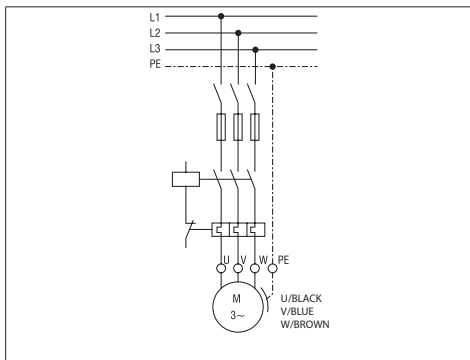 L1
L2
L3
PE
U V W PE
M
3~
U/BLACK
V/BLUE
W/BROWN